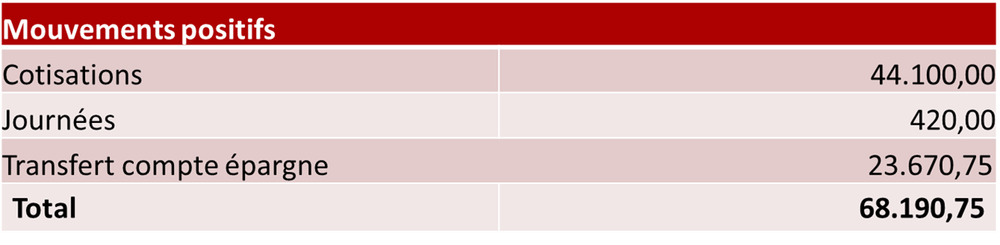 Mouvements positifs
Cotisations 44.100,00
Journées 420,00
Transfert compte épargne 23.670,75
Total 68.190,75